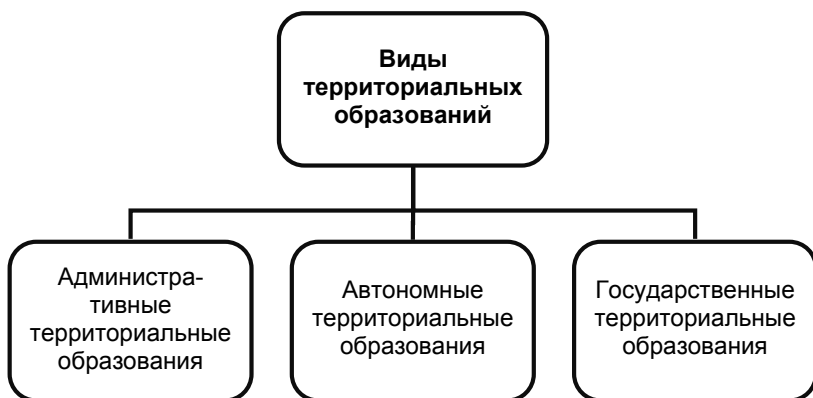 Виды
территориальных
образований
Администра-
тивные
территориальные
образования
Автономные
территориальные
образования
Государственные
территориальные
образования